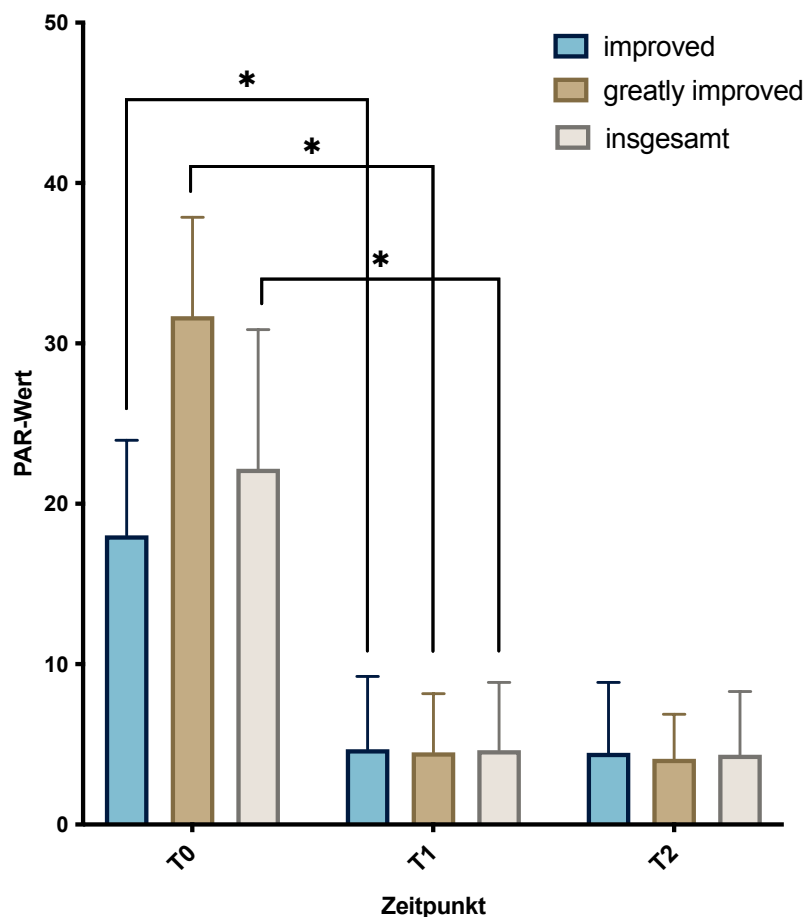 50
improved
greatly improved
insgesamt
*
*
*
40
30
20
10
0
PAR-Wert
T0
T1
T2
Zeitpunkt